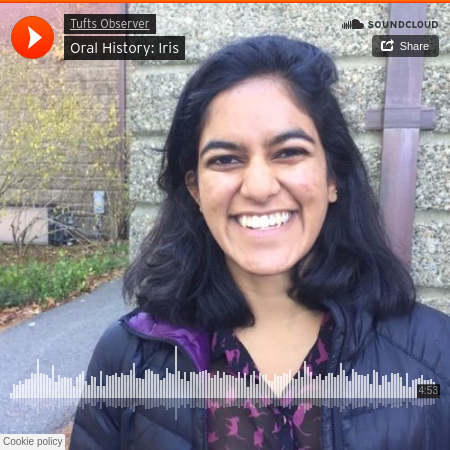 Tufts Observer
SOUNDCLOUD
Oral History: Iris
Share
4:53
Cookie policy